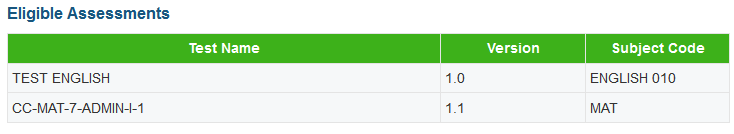 Eligible Assessments
Test Name Version Subject Code
TEST ENGLISH 1.0 ENGLISH 010
CC-MAT-7-ADMIN-I-1 1.1 MAT